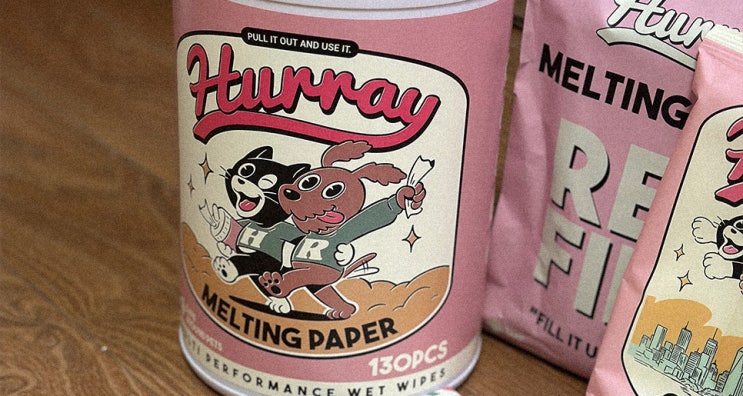 PULL IT OUT AND USE IT.
Hurray
H R
MELTING PAPER
130PCS
PERFORMANCE WET WIPES
Hurr
MELTING
RE
FI
"FILL IT U